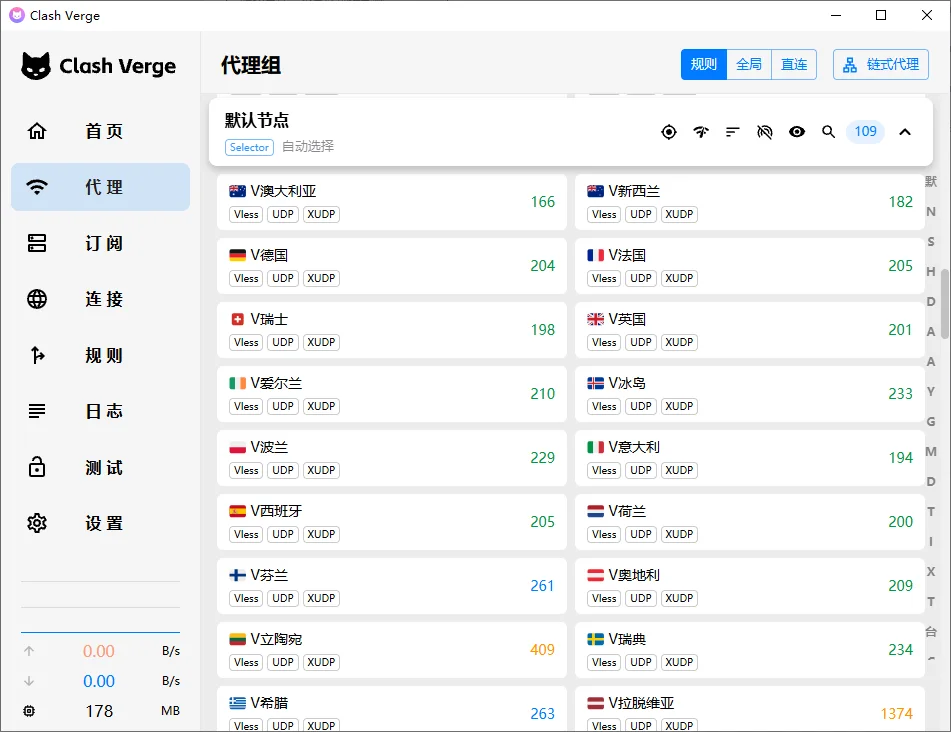 Clash Verge
Clash Verge
代理组
规则 全局 直连 链式代理
首页
代理
订阅
连接
规则
日志
测试
设置
0.00 B/s
0.00 B/s
178 MB
默认节点
Selector 自动选择
109
V澳大利亚 166
Vless UDP XUDP
V新西兰 182
Vless UDP XUDP
V德国 204
Vless UDP XUDP
V法国 205
Vless UDP XUDP
V瑞士 198
Vless UDP XUDP
V英国 201
Vless UDP XUDP
V爱尔兰 210
Vless UDP XUDP
V冰岛 233
Vless UDP XUDP
V波兰 229
Vless UDP XUDP
V意大利 194
Vless UDP XUDP
V西班牙 205
Vless UDP XUDP
V荷兰 200
Vless UDP XUDP
V芬兰 261
Vless UDP XUDP
V奥地利 209
Vless UDP XUDP
V立陶宛 409
Vless UDP XUDP
V瑞典 234
Vless UDP XUDP
V希腊 263
Vless UDP XUDP
V拉脱维亚 1374
Vless UDP XUDP
默
N
S
H
D
A
A
Y
G
M
D
T
I
X
T
台